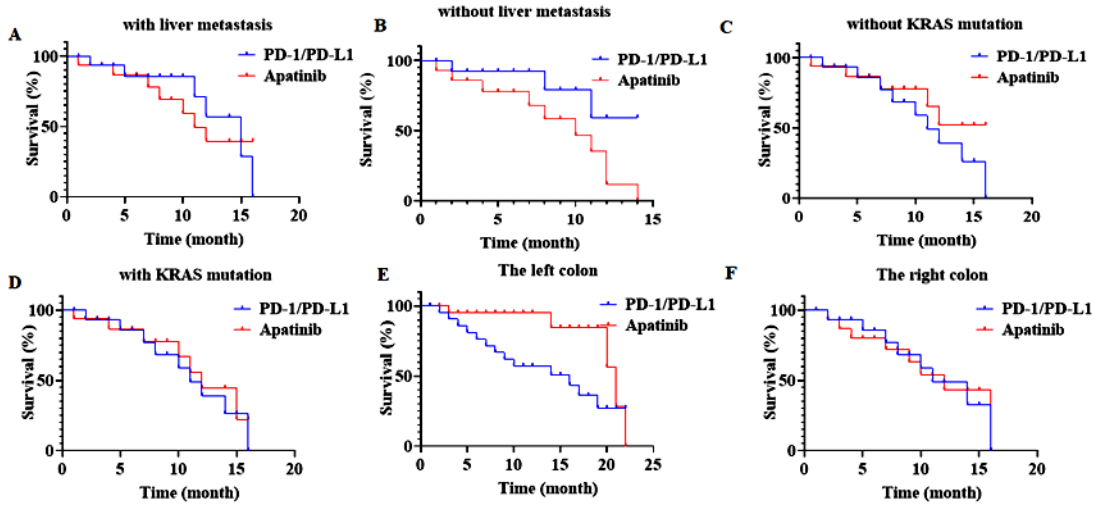 A
with liver metastasis
PD-1/PD-L1
Apatinib
Survival (%)
100
50
0
0 5 10 15 20
Time (month)
B
without liver metastasis
PD-1/PD-L1
Apatinib
Survival (%)
100
50
0
0 5 10 15
Time (month)
C
without KRAS mutation
PD-1/PD-L1
Apatinib
Survival (%)
100
50
0
0 5 10 15 20
Time (month)
D
with KRAS mutation
PD-1/PD-L1
Apatinib
Survival (%)
100
50
0
0 5 10 15 20
Time (month)
E
The left colon
PD-1/PD-L1
Apatinib
Survival (%)
100
50
0
0 5 10 15 20 25
Time (month)
F
The right colon
PD-1/PD-L1
Apatinib
Survival (%)
100
50
0
0 5 10 15 20
Time (month)